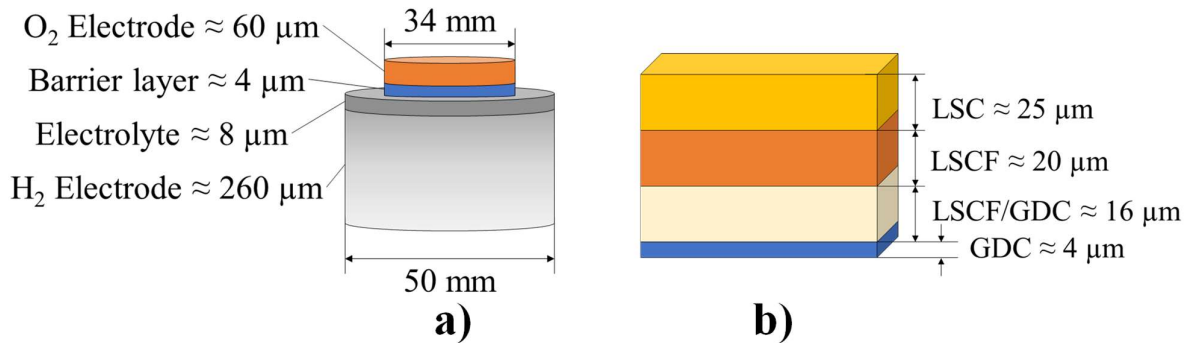 O₂ Electrode ≈ 60 µm
Barrier layer ≈ 4 µm
Electrolyte ≈ 8 µm
H₂ Electrode ≈ 260 µm
34 mm
50 mm
a)
LSC ≈ 25 µm
LSCF ≈ 20 µm
LSCF/GDC ≈ 16 µm
GDC ≈ 4 µm
b)